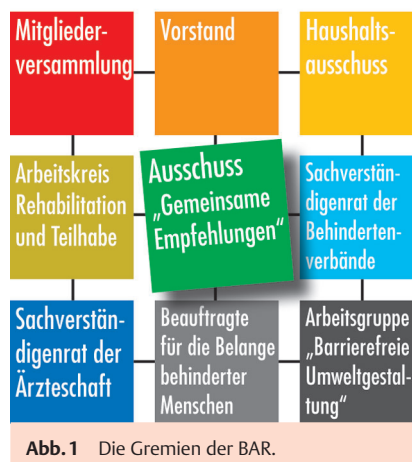 Mitglieder-
versammlung
Vorstand
Haushalts-
ausschuss
Arbeitskreis
Rehabilitation
und Teilhabe
Ausschuss
„Gemeinsame
Empfehlungen“
Sachverstän-
digenrat der
Behinderten-
verbände
Sachverstän-
digenrat der
Ärzteschaft
Beauftragte
für die Belange
behinderter
Menschen
Arbeitsgruppe
„Barrierefreie
Umweltgestal-
tung“
Abb. 1 Die Gremien der BAR.